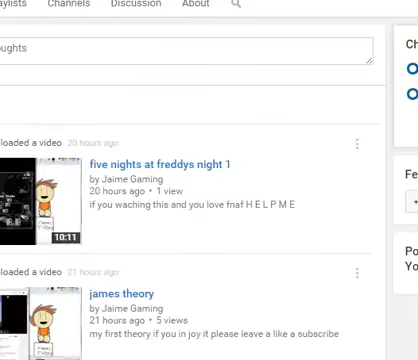 aylists Channels Discussion About
oughts
Ch
loaded a video 20 hours ago
five nights at freddys night 1
by Jaime Gaming
20 hours ago • 1 view
if you waching this and you love fnaf H E L P M E
10:11
Fe
+
Po
Yo
loaded a video 21 hours ago
james theory
by Jaime Gaming
21 hours ago • 5 views
my first theory if you in joy it please leave a like a subscribe